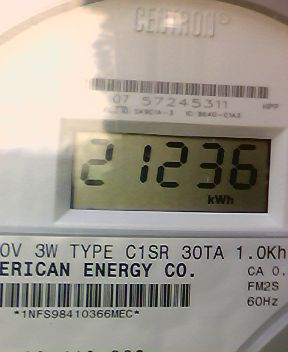 CENTRON®
07 57245311
21236
kWh
0V 3W TYPE C1SR 30TA 1.0Kh
ERICAN ENERGY CO.
CA 0.
FM2S
60Hz
*1NFS98410366MEC*